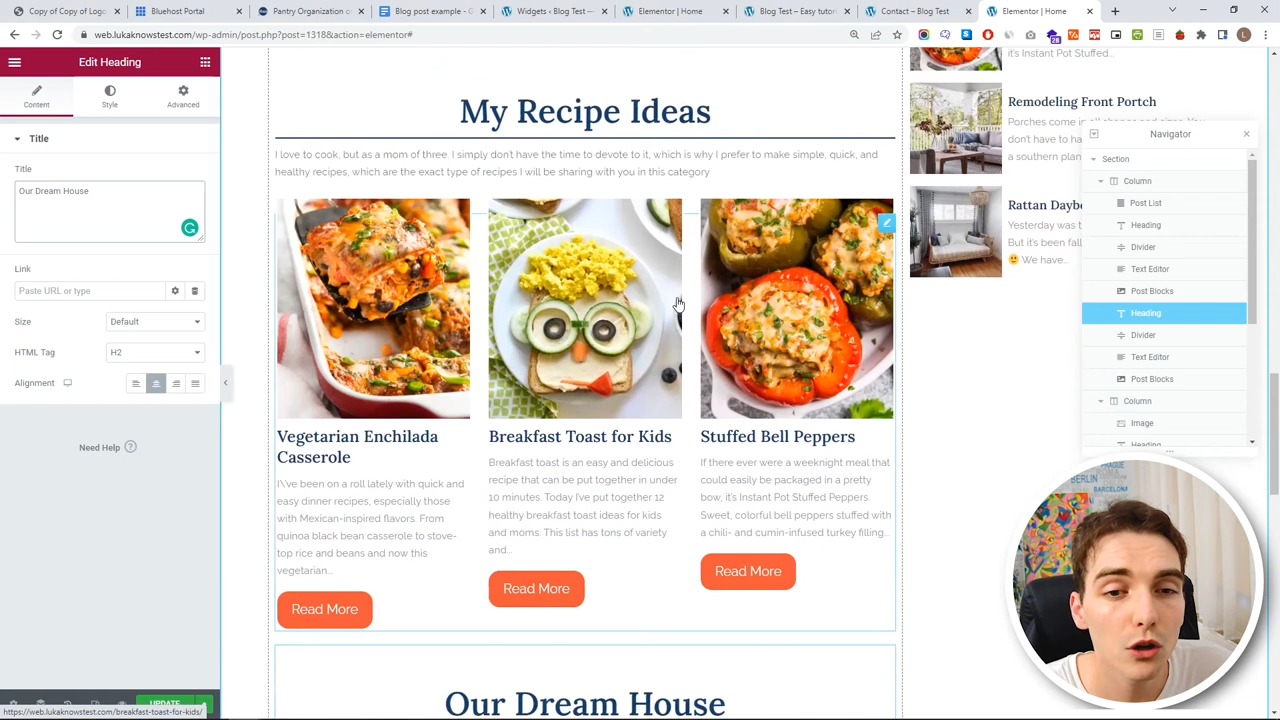 Copy of Copy of Bluehost
Bluehost Portal
Pantry Organization o
Blog post example - G
Widgets ‹ Blog Test —
Elementor | Home
Blog Test – Easy tutor
Contact – Blog Test
Elementor | Home
web.lukaknowstest.com/wp-admin/post.php?post=1318&action=elementor#
28
L
Edit Heading
Content
Style
Advanced
Title
Title
Our Dream House
Link
Paste URL or type
Size
Default
HTML Tag
H2
Alignment
Need Help
UPDATE
https://web.lukaknowstest.com/breakfast-toast-for-kids/
My Recipe Ideas
I love to cook, but as a mom of three. I simply don't have the time to devote to it, which is why I prefer to make simple, quick, and
healthy recipes, which are the exact type of recipes I will be sharing with you in this category
Vegetarian Enchilada
Casserole
I\'ve been on a roll lately with quick and
easy dinner recipes, especially those
with Mexican-inspired flavors. From
quinoa black bean casserole to stove-
top rice and beans and now this
vegetarian...
Read More
Breakfast Toast for Kids
Breakfast toast is an easy and delicious
recipe that can be put together in under
10 minutes. Today I've put together 12
healthy breakfast toast ideas for kids
and moms. This list has tons of variety
and...
Read More
Stuffed Bell Peppers
If there ever were a weeknight meal that
could easily be packaged in a pretty
bow, it's Instant Pot Stuffed Peppers.
Sweet, colorful bell peppers stuffed with
a chili- and cumin-infused turkey filling...
Read More
Our Dream House
it's Instant Pot Stuffed...
Remodeling Front Portch
Porches come in all shapes and sizes. You
don't have to ha
a southern plan
Rattan Daybe
Yesterday was t
But it's been fall
We have...
Navigator
Section
Column
Post List
Heading
Divider
Text Editor
Post Blocks
Heading
Divider
Text Editor
Post Blocks
Column
Image
Heading
PRAGUE
BERLIN
BARCELONA